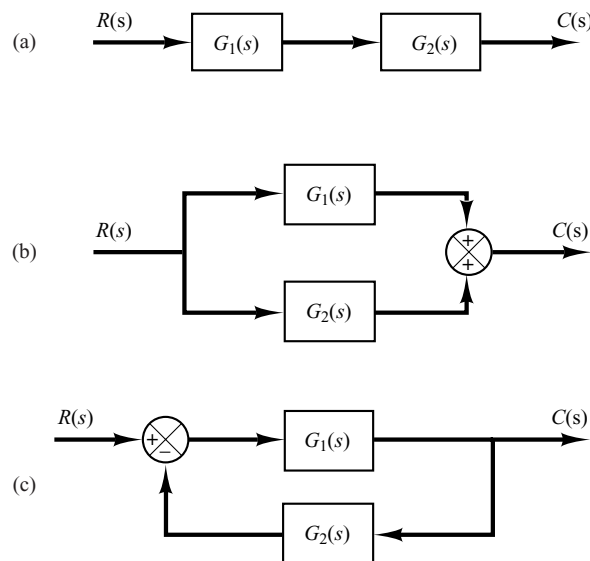 R(s) C(s)
(a) G₁(s) G₂(s)
G₁(s)
R(s) + C(s)
(b) +
G₂(s)
R(s) C(s)
+ G₁(s)
−
(c)
G₂(s)